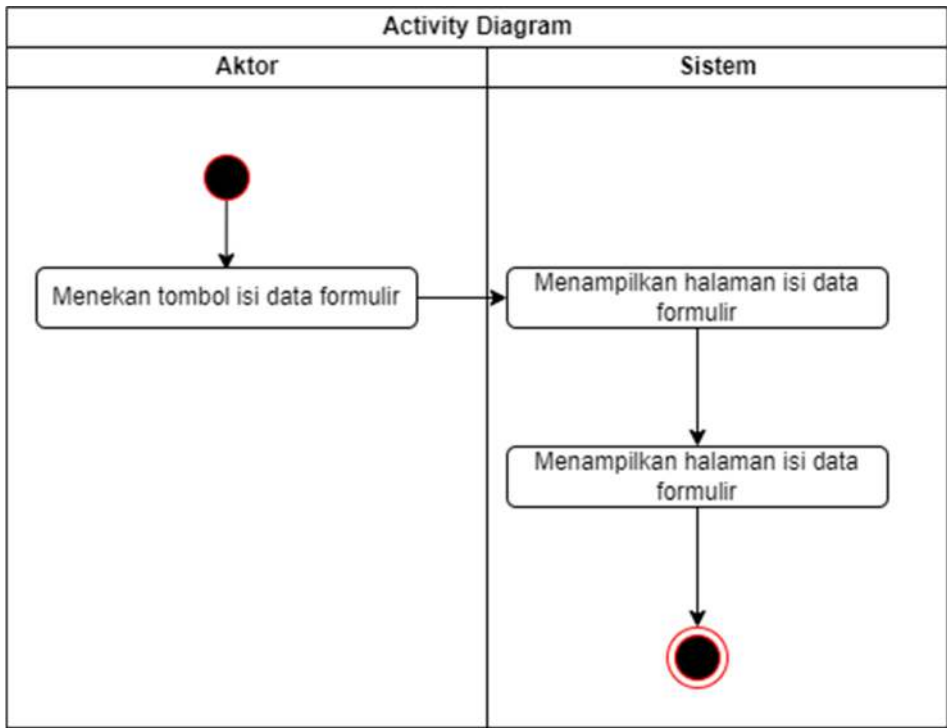 Activity Diagram
Aktor
Sistem
Menekan tombol isi data formulir
Menampilkan halaman isi data
formulir
Menampilkan halaman isi data
formulir